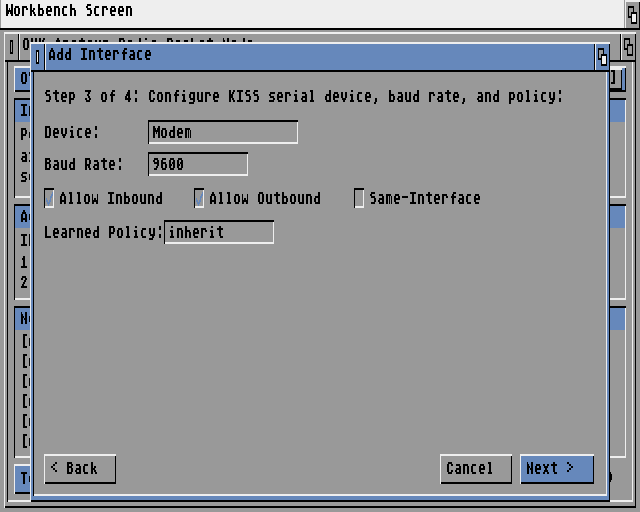 Workbench Screen
Add Interface
Step 3 of 4: Configure KISS serial device, baud rate, and policy:
Device: Modem
Baud Rate: 9600
Allow Inbound Allow Outbound Same-Interface
Learned Policy: inherit
< Back Cancel Next >